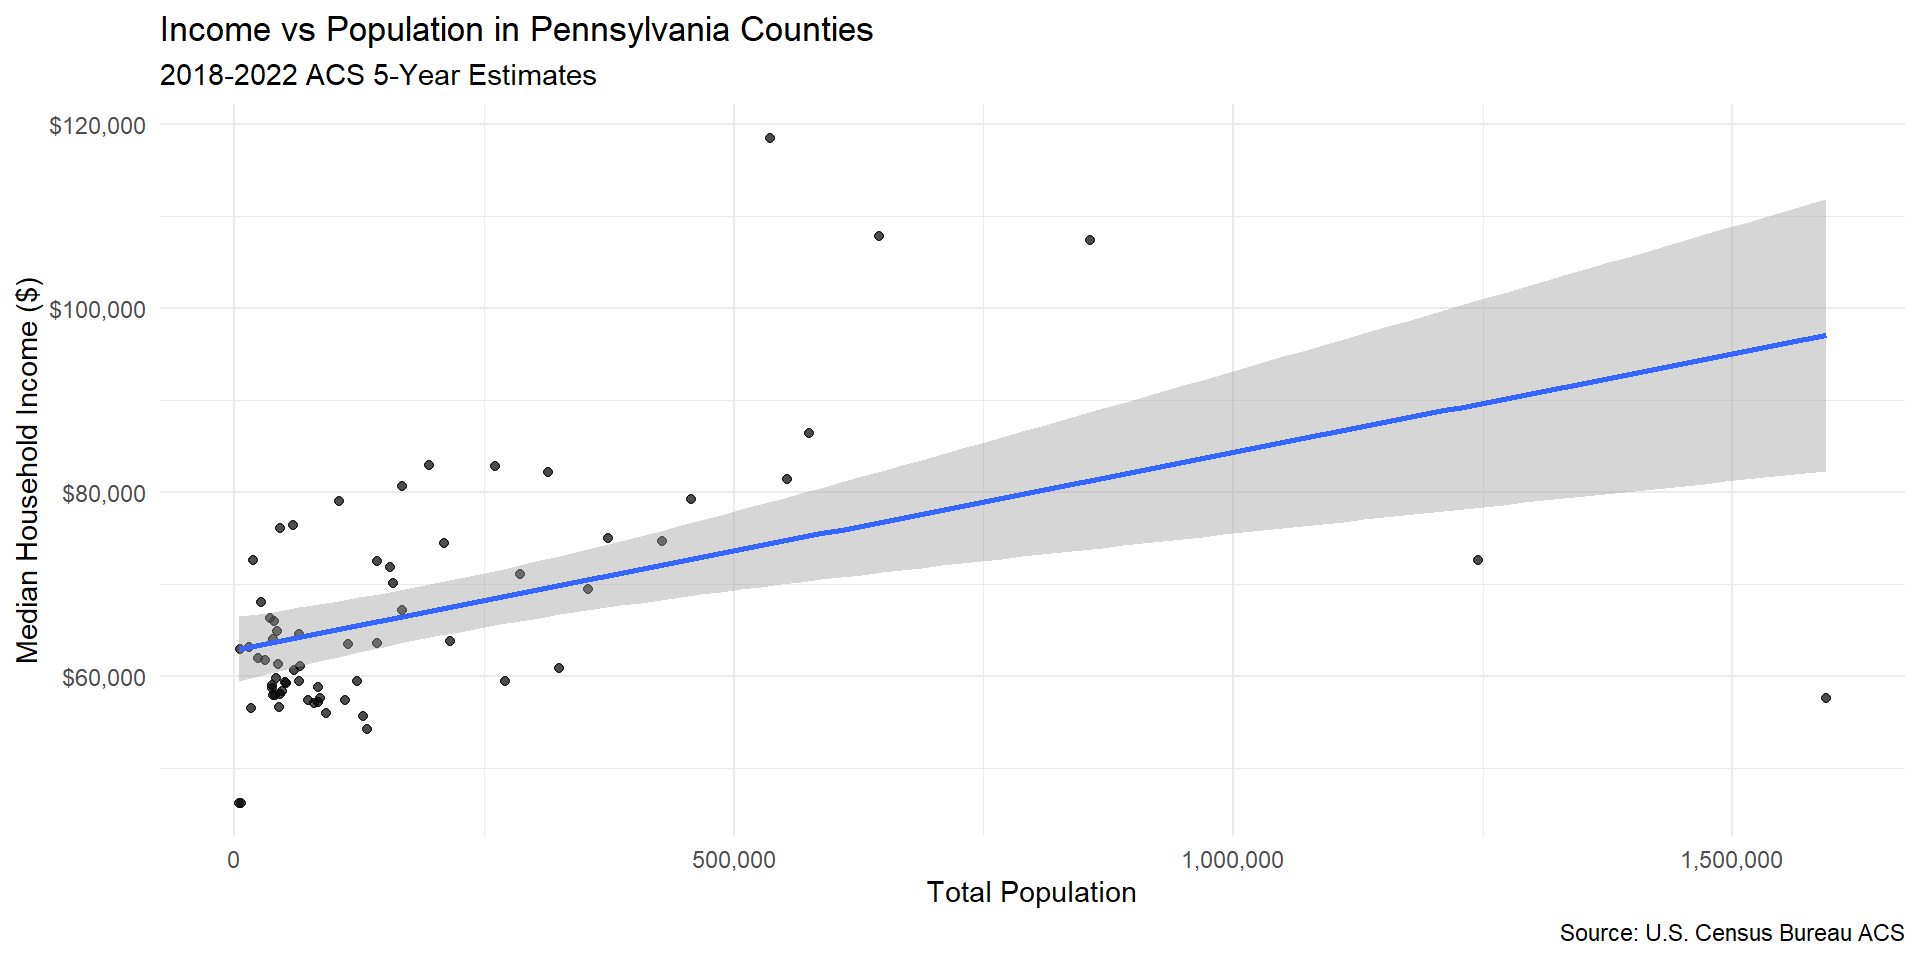 Income vs Population in Pennsylvania Counties
2018-2022 ACS 5-Year Estimates
$120,000
$100,000
$80,000
$60,000
Median Household Income ($)
0
500,000
1,000,000
1,500,000
Total Population
Source: U.S. Census Bureau ACS